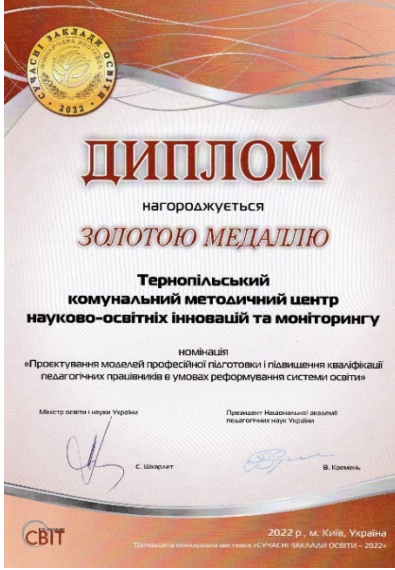 СУЧАСНІ ЗАКЛАДИ ОСВІТИ
• 2022 •
ДИПЛОМ
нагороджується
ЗОЛОТОЮ МЕДАЛЛЮ
Тернопільський
комунальний методичний центр
науково-освітніх інновацій та моніторингу
номінація
«Проєктування моделей професійної підготовки і підвищення кваліфікації
педагогічних працівників в умовах реформування системи освіти»
Міністр освіти і науки України
Президент Національної академії
педагогічних наук України
С. Шкарлет
В. Кремень
СВІТ
2022 р., м. Київ, Україна
Тринадцята міжнародна виставка «СУЧАСНІ ЗАКЛАДИ ОСВІТИ – 2022»